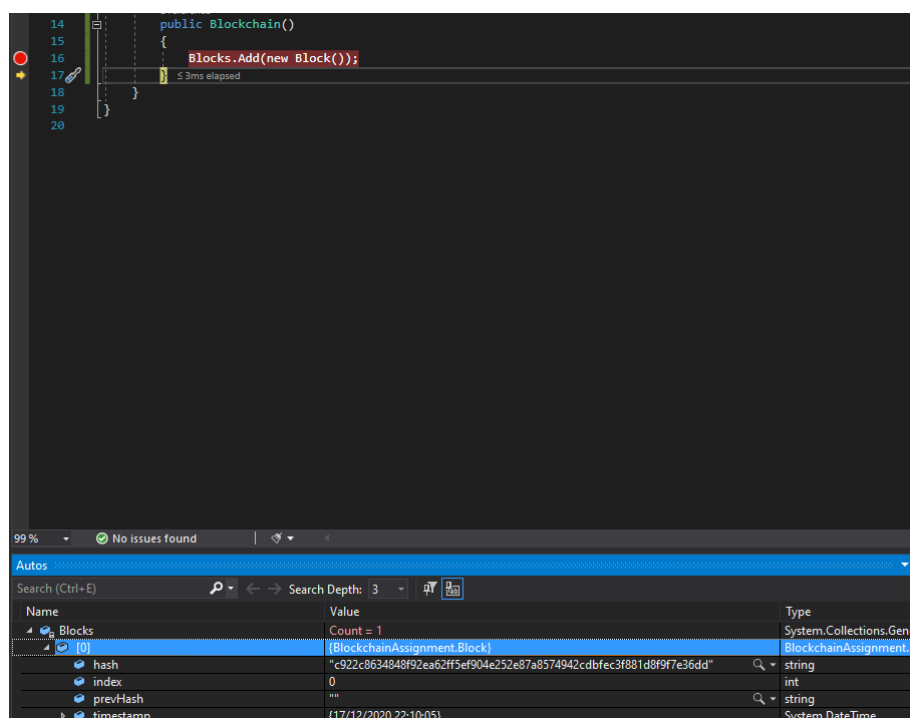 14 public Blockchain()
15 {
16 Blocks.Add(new Block());
17 } ≤ 3ms elapsed
18 }
19 }
20
99 % No issues found
Autos
Search (Ctrl+E) Search Depth: 3
Name Value Type
Blocks Count = 1 System.Collections.Gen
[0] {BlockchainAssignment.Block} BlockchainAssignment.
hash "c922c8634848f92ea62ff5ef904e252e87a8574942cdbfec3f881d8f9f7e36dd" string
index 0 int
prevHash "" string
timestamp {17/12/2020 22:10:05} System.DateTime